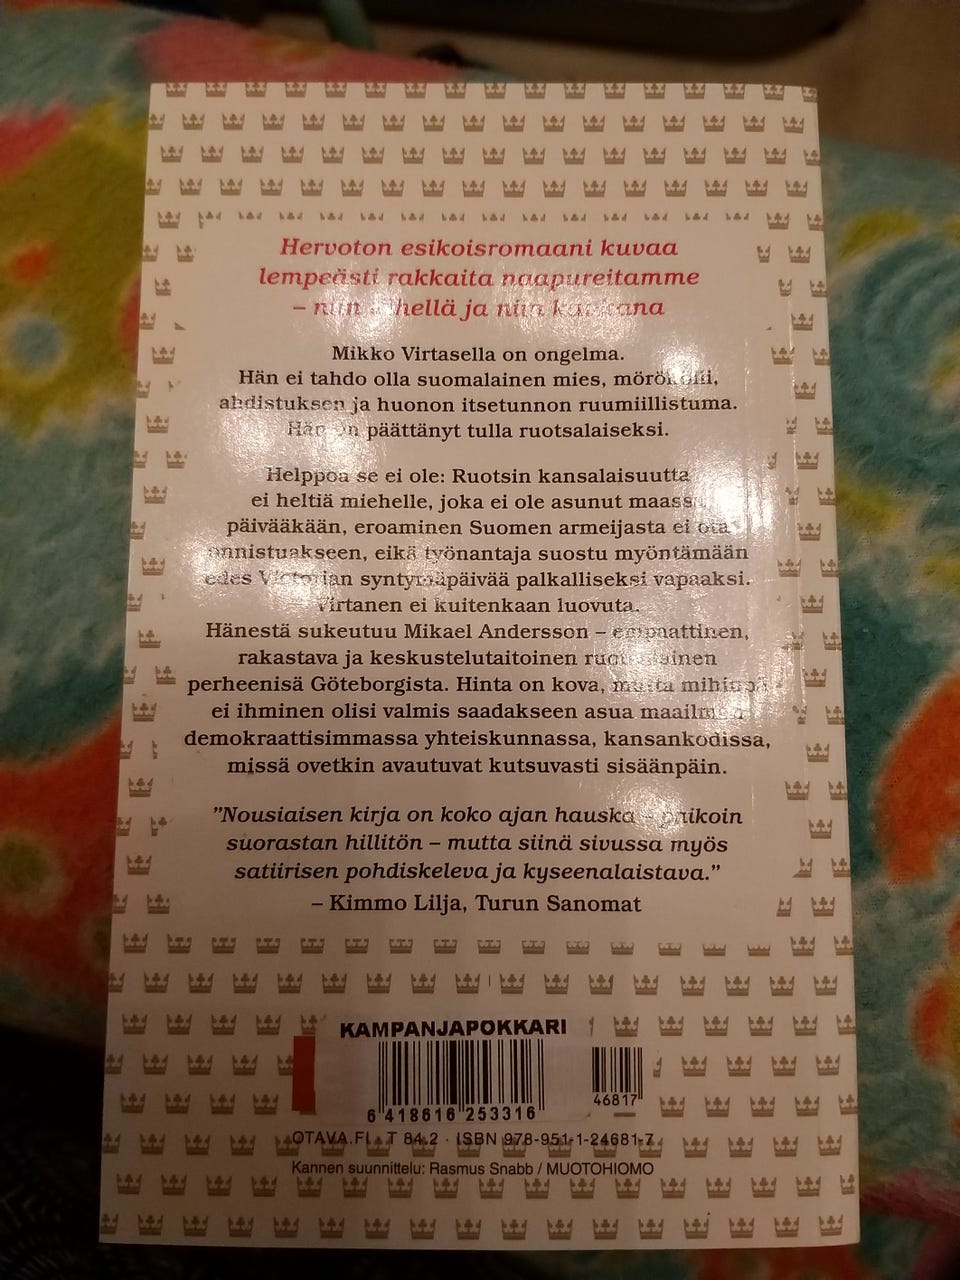 Hervoton esikoisromaani kuvaa
lempeästi rakkaita naapureitamme
– niin lähellä ja niin kaukana
Mikko Virtasella on ongelma.
Hän ei tahdo olla suomalainen mies, mörökölli,
ahdistuksen ja huonon itsetunnon ruumiillistuma.
Hän on päättänyt tulla ruotsalaiseksi.
Helppoa se ei ole: Ruotsin kansalaisuutta
ei heltiä miehelle, joka ei ole asunut maassa
päivääkään, eroaminen Suomen armeijasta ei ota
onnistuakseen, eikä työnantaja suostu myöntämään
edes Victorian syntymäpäivää palkalliseksi vapaaksi.
Virtanen ei kuitenkaan luovuta.
Hänestä sukeutuu Mikael Andersson – empaattinen,
rakastava ja keskustelutaitoinen ruotsalainen
perheenisä Göteborgista. Hinta on kova, mutta mihinpä
ei ihminen olisi valmis saadakseen asua maailman
demokraattisimmassa yhteiskunnassa, kansankodissa,
missä ovetkin avautuvat kutsuvasti sisäänpäin.
”Nousiaisen kirja on koko ajan hauska – paikoin
suorastan hillitön – mutta siinä sivussa myös
satiirisen pohdiskeleva ja kyseenalaistava.”
– Kimmo Lilja, Turun Sanomat
KAMPANJAPOKKARI
46817
6 418616 253316
OTAVA.FI · T 84.2 · ISBN 978-951-1-24681-7
Kannen suunnittelu: Rasmus Snabb / MUOTOHIOMO